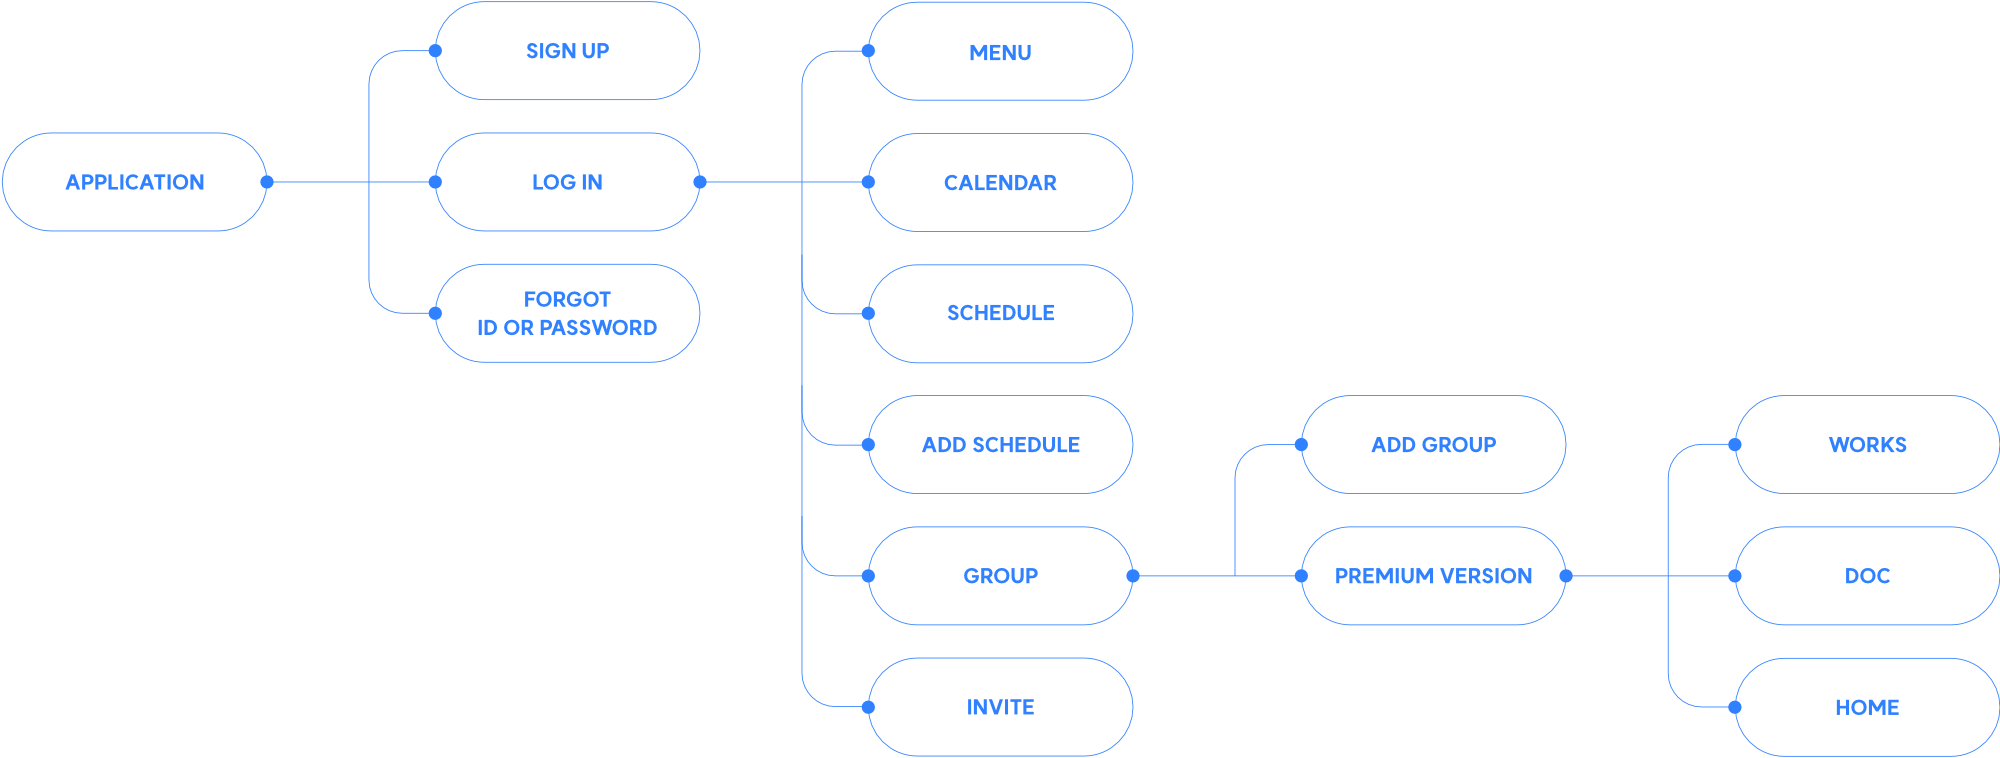 APPLICATION
SIGN UP
LOG IN
FORGOT
ID OR PASSWORD
MENU
CALENDAR
SCHEDULE
ADD SCHEDULE
GROUP
INVITE
ADD GROUP
PREMIUM VERSION
WORKS
DOC
HOME